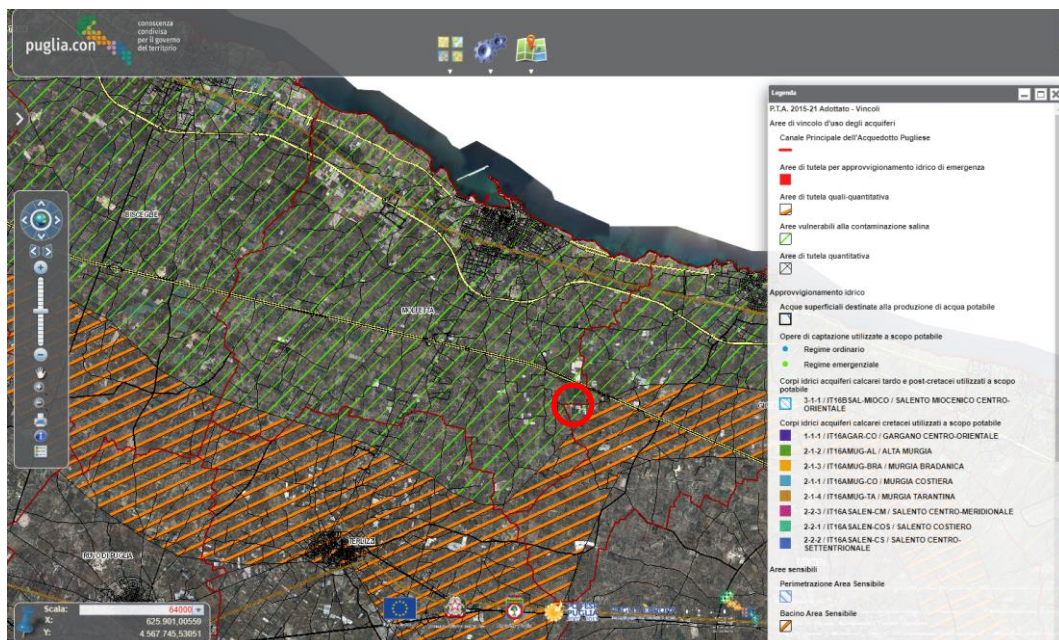 puglia.con
conoscenza
condivisa
per il governo
del territorio
Legenda
P.T.A. 2015-21 Adottato - Vincoli
Aree di vincolo d'uso degli acquiferi
Canale Principale dell'Acquedotto Pugliese
Aree di tutela per approvvigionamento idrico di emergenza
Aree di tutela quali-quantitativa
Aree vulnerabili alla contaminazione salina
Aree di tutela quantitativa
Approvvigionamento idrico
Acque superficiali destinate alla produzione di acqua potabile
Opere di captazione utilizzate a scopo potabile
Regime ordinario
Regime emergenziale
Corpi idrici acquiferi calcarei tardo e post-cretacei utilizzati a scopo
potabile
3-1-1 / IT16BSAL-MIOCO / SALENTO MIOCENICO CENTRO-
ORIENTALE
Corpi idrici acquiferi calcarei cretacei utilizzati a scopo potabile
1-1-1 / IT16AGAR-CO / GARGANO CENTRO-ORIENTALE
2-1-2 / IT16AMUG-AL / ALTA MURGIA
2-1-3 / IT16AMUG-BRA / MURGIA BRADANICA
2-1-1 / IT16AMUG-CO / MURGIA COSTIERA
2-1-4 / IT16AMUG-TA / MURGIA TARANTINA
2-2-3 / IT16ASALEN-CM / SALENTO CENTRO-MERIDIONALE
2-2-1 / IT16ASALEN-COS / SALENTO COSTIERO
2-2-2 / IT16ASALEN-CS / SALENTO CENTRO-
SETTENTRIONALE
Aree sensibili
Perimetrazione Area Sensibile
Bacino Area Sensibile
BISCEGLIE
MOLFETTA
TERLIZZI
RUVO DI PUGLIA
Scala: 64000
X: 625.901,00559
Y: 4.567.745,53051